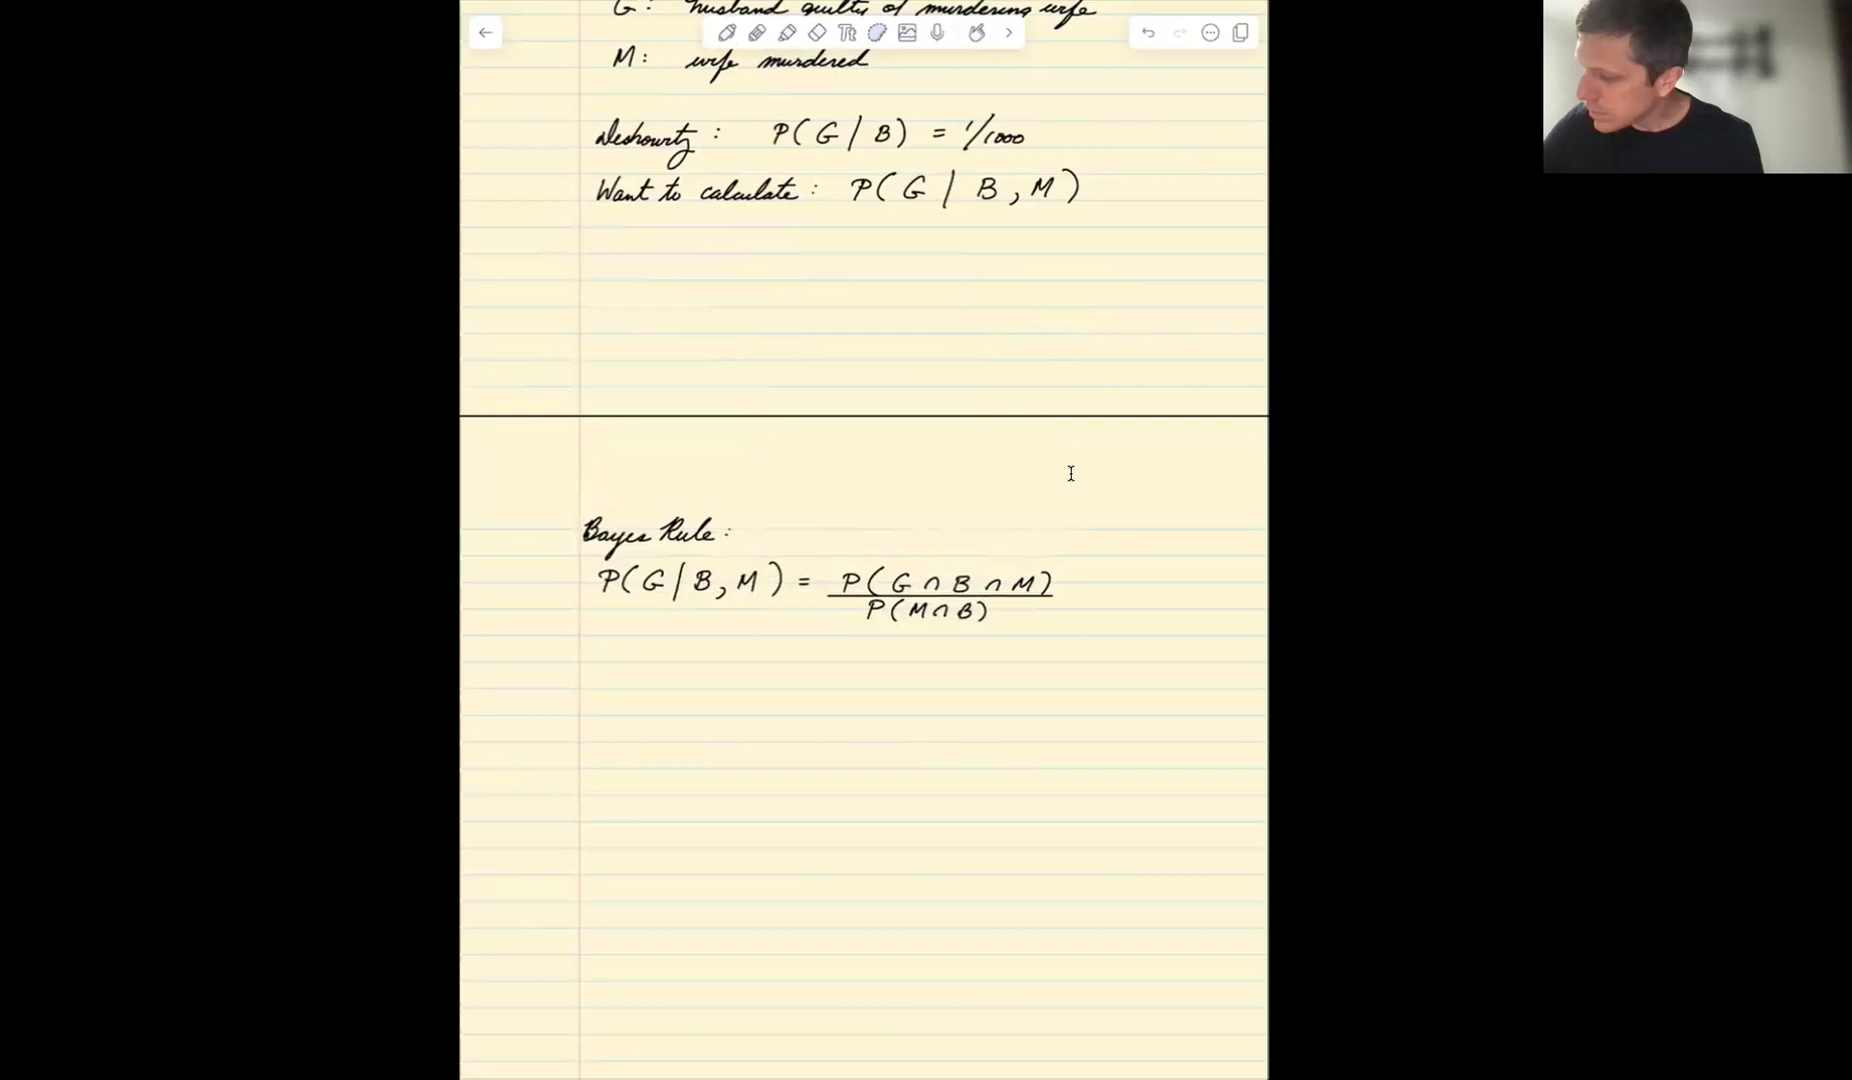 G: husband guilty of murdering wife
M: wife murdered
Dershowitz: P(G | B) = 1/1000
Want to calculate: P(G | B, M)
Bayes Rule:
P(G | B, M) = P(G ∩ B ∩ M)
P(M ∩ B)